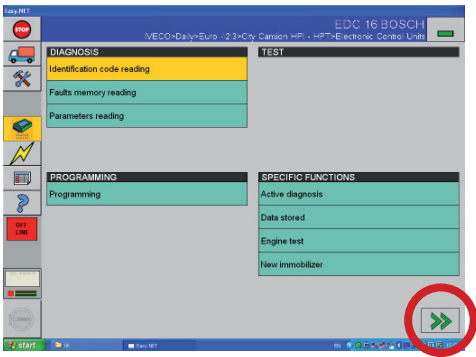 Easy.NET
STOP
EDC 16 BOSCH
IVECO>Daily>Euro -2:3>City Camion HPI - HPT>Electronic Control Units
DIAGNOSIS
TEST
Identification code reading
Faults memory reading
Parameters reading
PROGRAMMING
SPECIFIC FUNCTIONS
Programming
Active diagnosis
Data stored
Engine test
New immobilizer
OFF
LINE
start
Easy.NET
EN